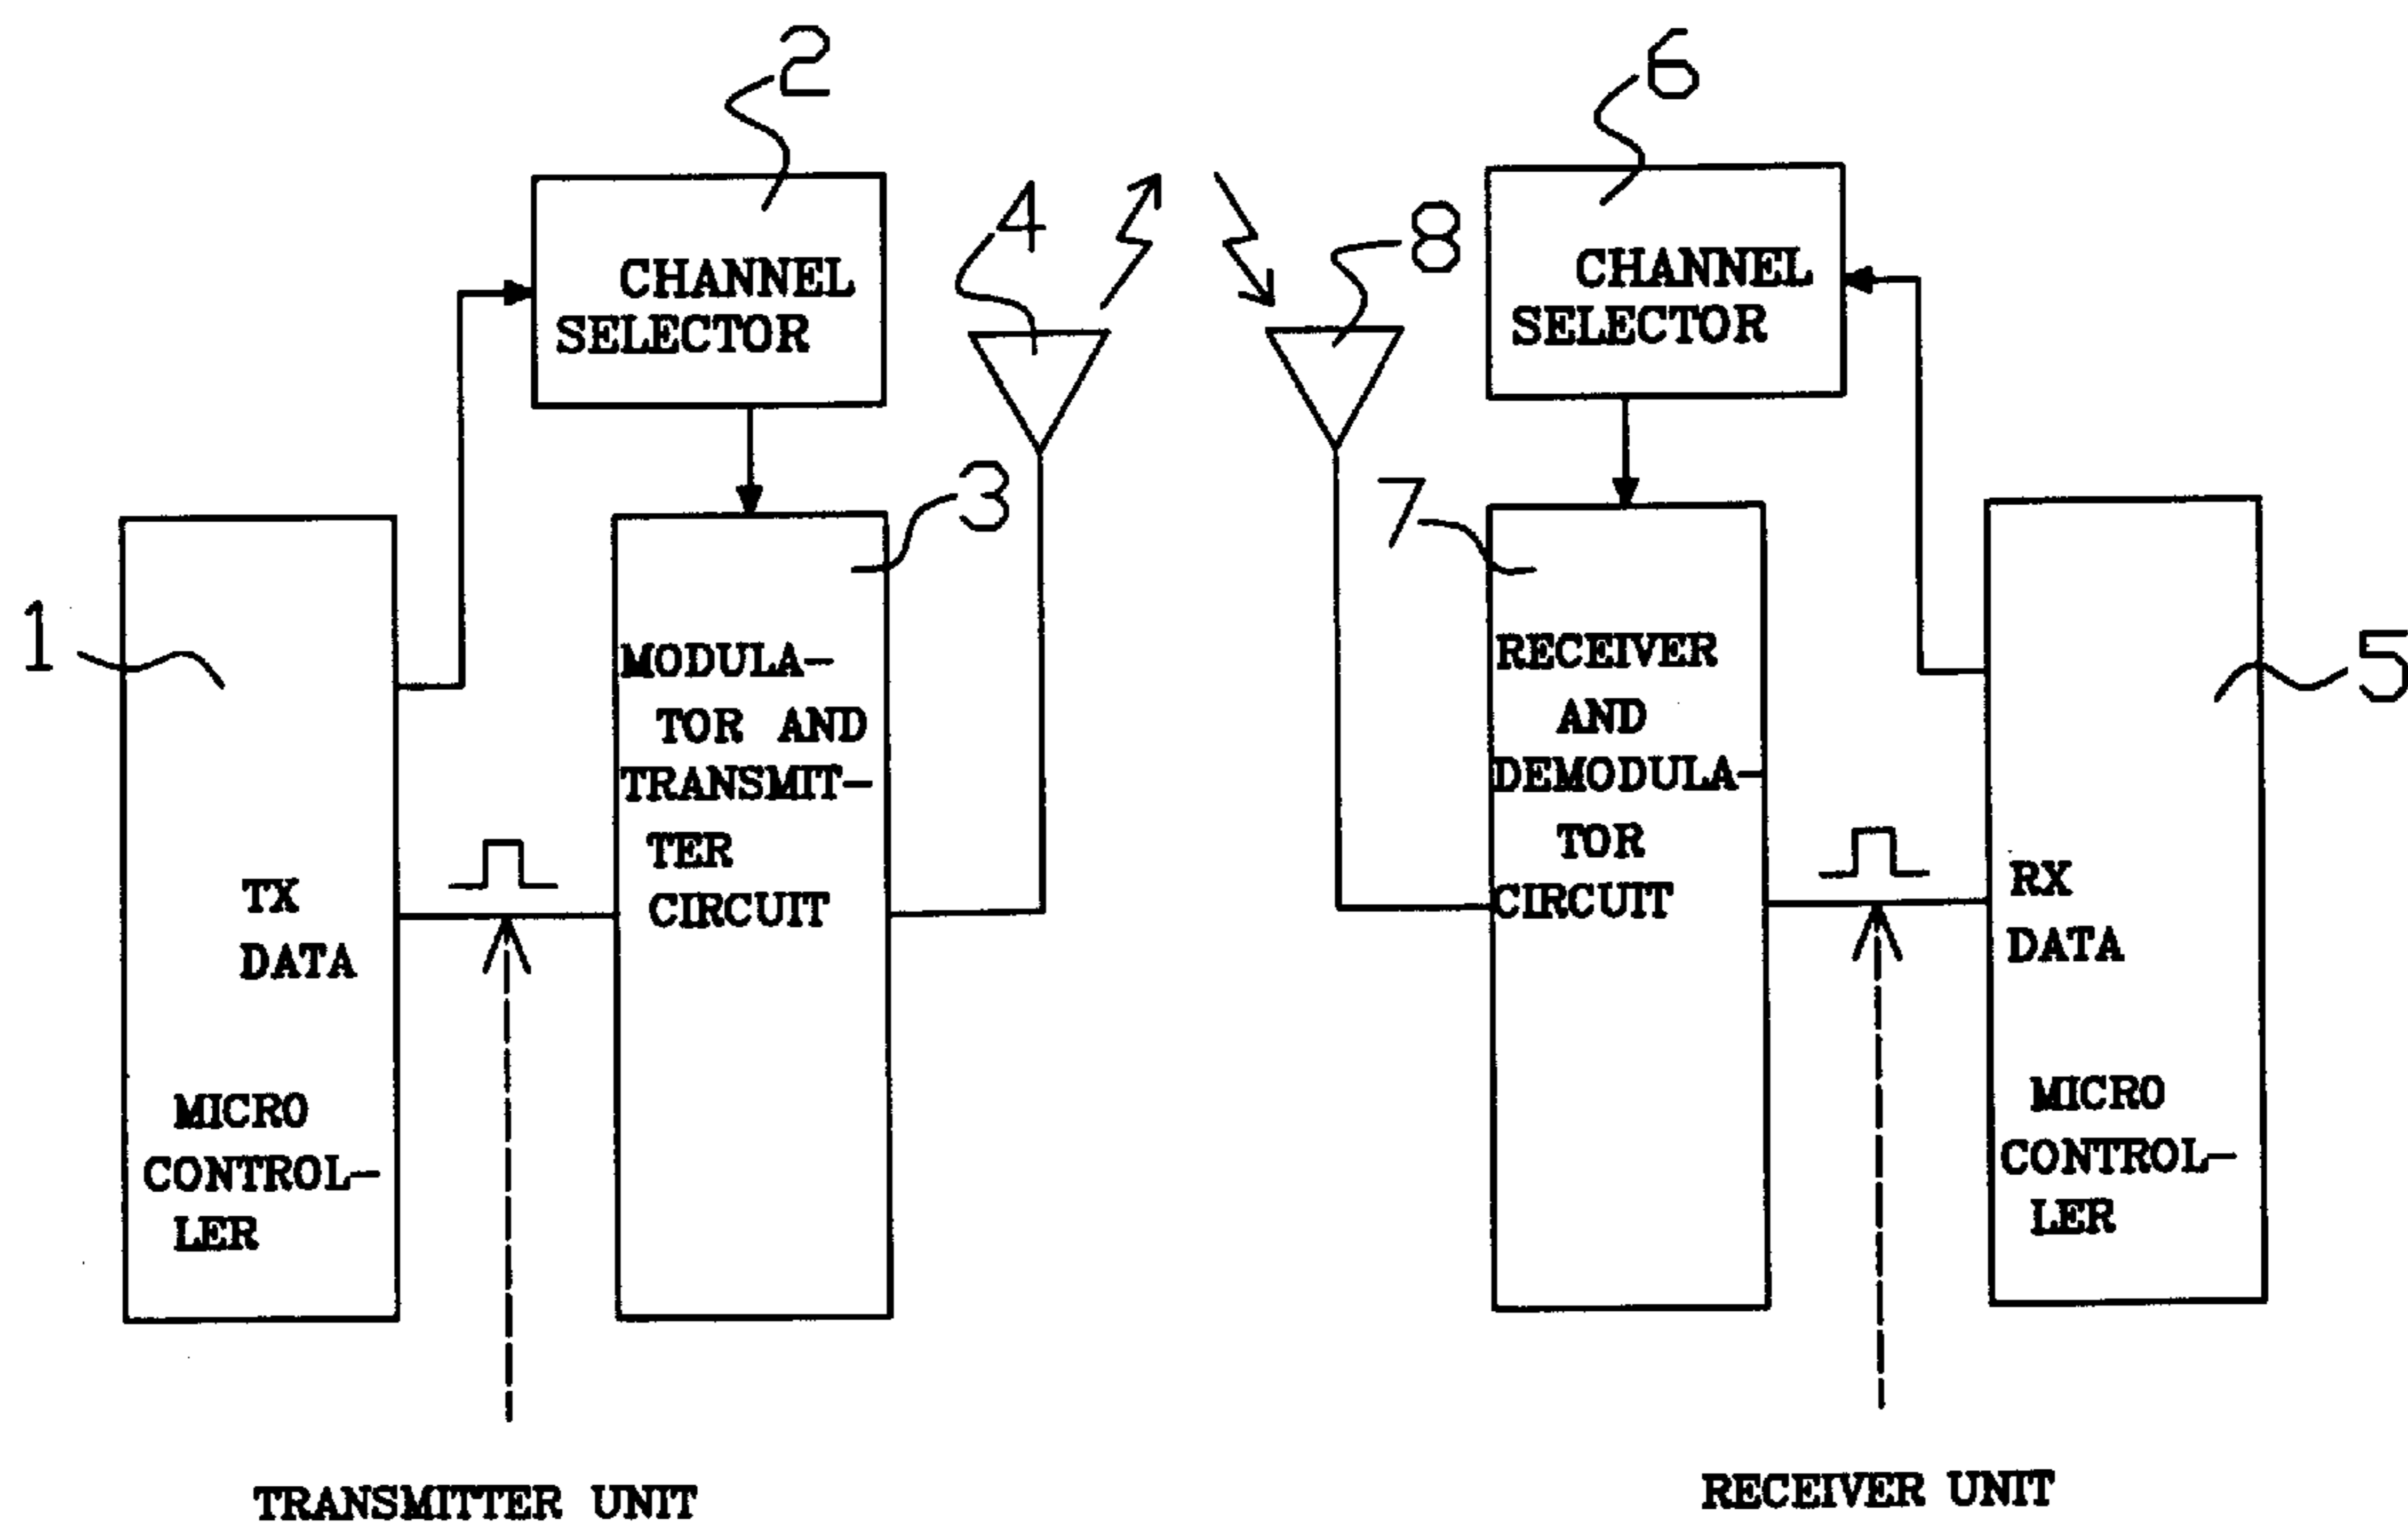 2
6
4
8
CHANNEL
SELECTOR
CHANNEL
SELECTOR
3
7
1
5
MODULA-
TOR AND
TRANSMIT-
TER
CIRCUIT
RECEIVER
AND
DEMODULA-
TOR
CIRCUIT
TX
DATA
RX
DATA
MICRO
CONTROL-
LER
MICRO
CONTROL-
LER
TRANSMITTER UNIT
RECEIVER UNIT